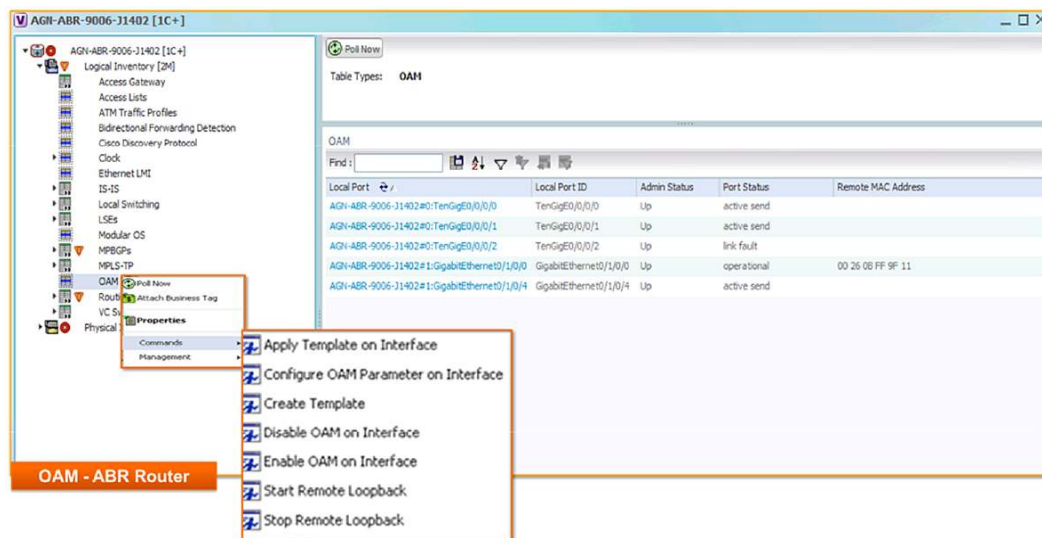 AGN-ABR-9006-J1402 [1C+]
AGN-ABR-9006-J1402 [1C+]
Logical Inventory [2M]
Access Gateway
Access Lists
ATM Traffic Profiles
Bidirectional Forwarding Detection
Cisco Discovery Protocol
Clock
Ethernet LMI
IS-IS
Local Switching
LSEs
Modular OS
MPBGPs
MPLS-TP
OAM
Routi
VC Sw
Physical I
Poll Now
Attach Business Tag
Properties
Commands
Management
Apply Template on Interface
Configure OAM Parameter on Interface
Create Template
Disable OAM on Interface
Enable OAM on Interface
Start Remote Loopback
Stop Remote Loopback
OAM - ABR Router
Poll Now
Table Types: OAM
OAM
Find :
Local Port Local Port ID Admin Status Port Status Remote MAC Address
AGN-ABR-9006-J1402#0:TenGigE0/0/0/0 TenGigE0/0/0/0 Up active send
AGN-ABR-9006-J1402#0:TenGigE0/0/0/1 TenGigE0/0/0/1 Up active send
AGN-ABR-9006-J1402#0:TenGigE0/0/0/2 TenGigE0/0/0/2 Up link fault
AGN-ABR-9006-J1402#1:GigabitEthernet0/1/0/0 GigabitEthernet0/1/0/0 Up operational 00 26 0B FF 9F 11
AGN-ABR-9006-J1402#1:GigabitEthernet0/1/0/4 GigabitEthernet0/1/0/4 Up active send